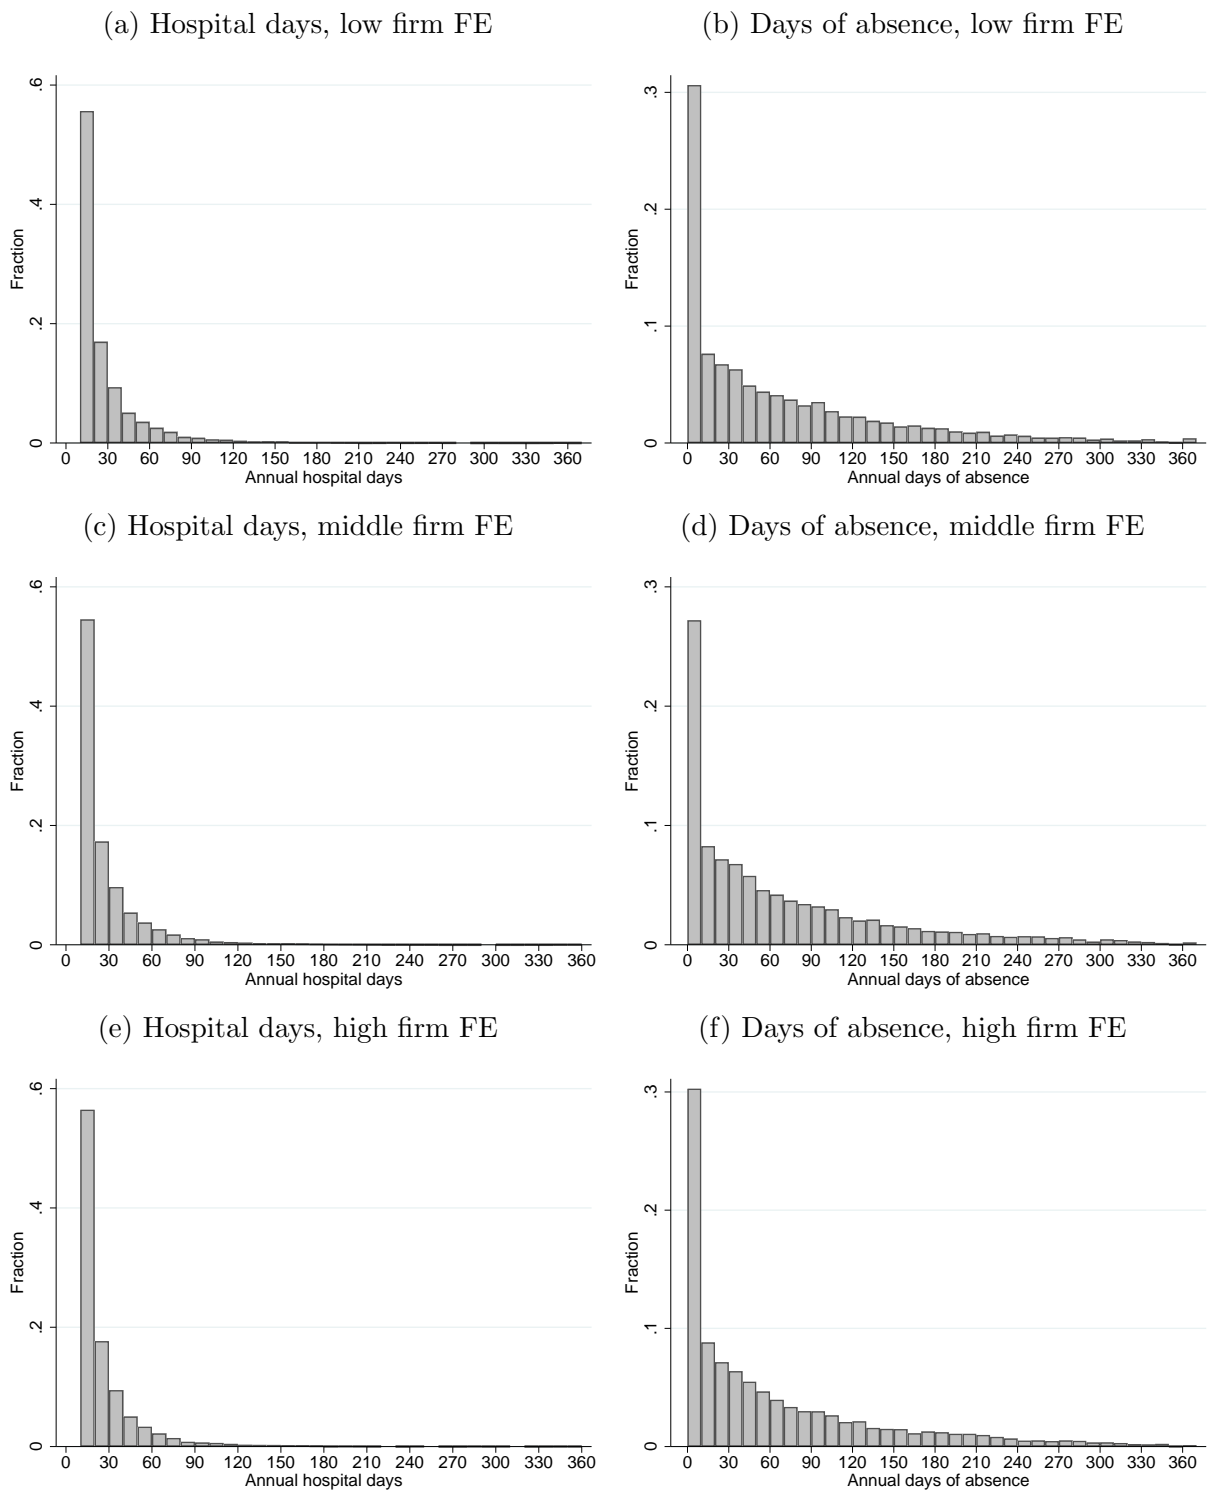 (a) Hospital days, low firm FE
(b) Days of absence, low firm FE
.6
.4
.2
0
Fraction
0 30 60 90 120 150 180 210 240 270 300 330 360
Annual hospital days
.3
.2
.1
0
Fraction
0 30 60 90 120 150 180 210 240 270 300 330 360
Annual days of absence
(c) Hospital days, middle firm FE
(d) Days of absence, middle firm FE
.6
.4
.2
0
Fraction
0 30 60 90 120 150 180 210 240 270 300 330 360
Annual hospital days
.3
.2
.1
0
Fraction
0 30 60 90 120 150 180 210 240 270 300 330 360
Annual days of absence
(e) Hospital days, high firm FE
(f) Days of absence, high firm FE
.6
.4
.2
0
Fraction
0 30 60 90 120 150 180 210 240 270 300 330 360
Annual hospital days
.3
.2
.1
0
Fraction
0 30 60 90 120 150 180 210 240 270 300 330 360
Annual days of absence